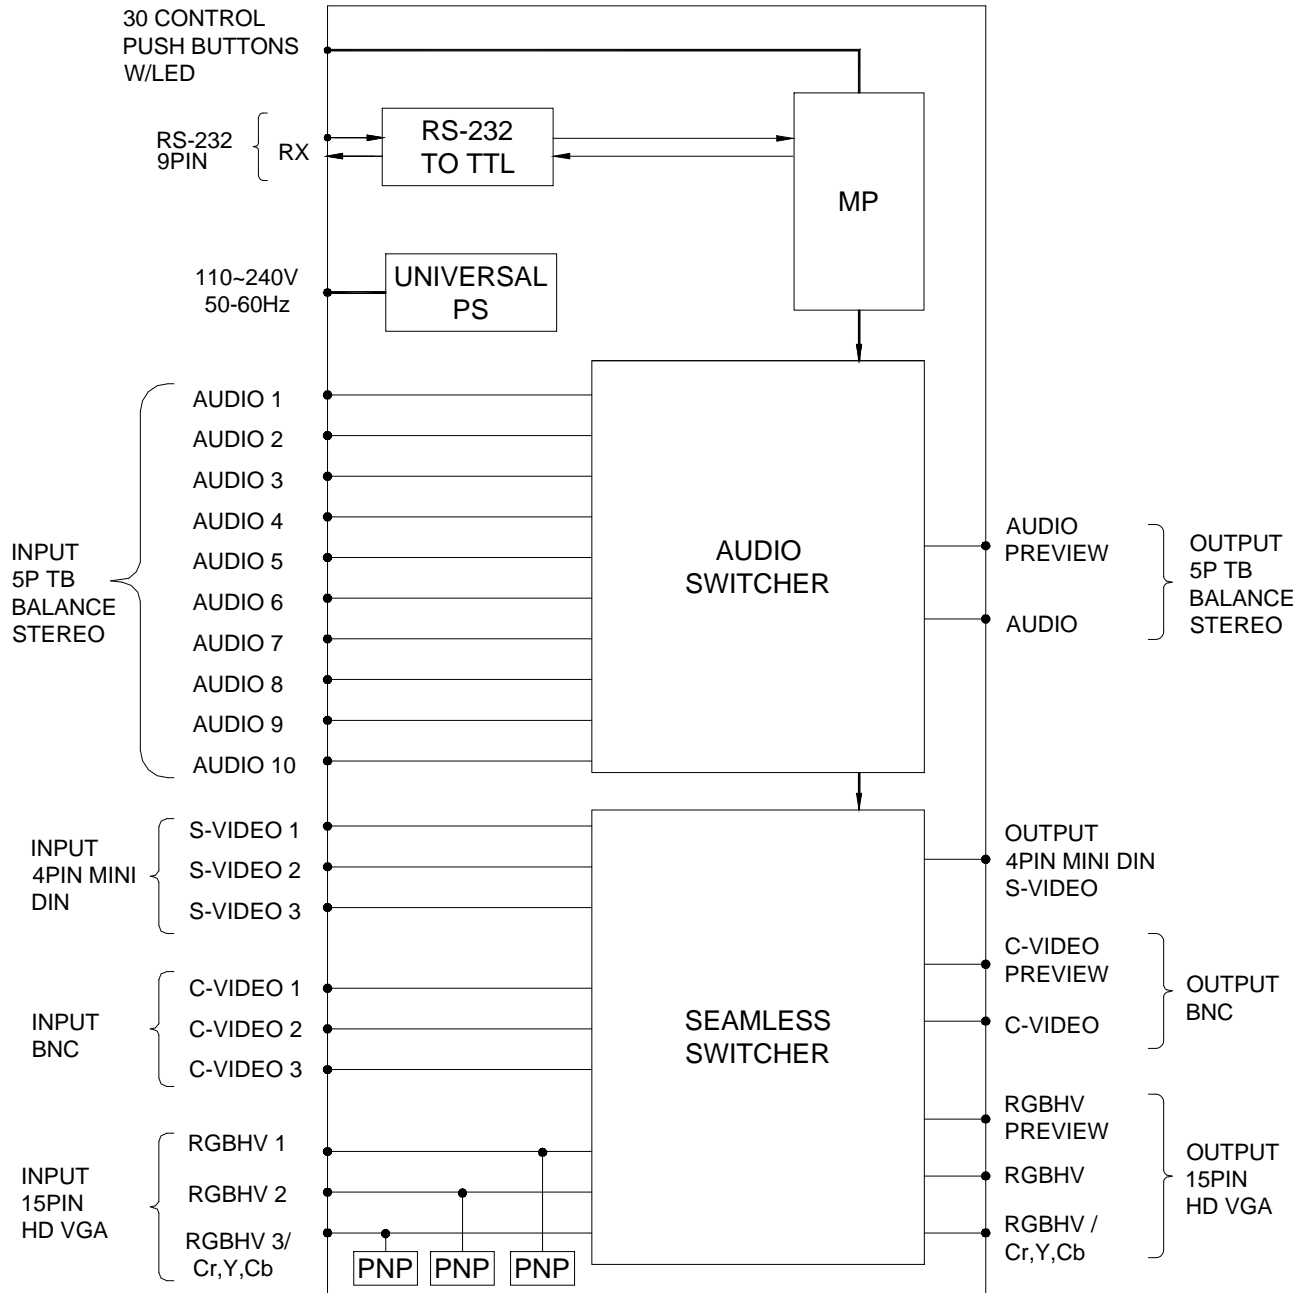 30 CONTROL
PUSH BUTTONS
W/LED
RS-232
9PIN
RX
RS-232
TO TTL
MP
110~240V
50-60Hz
UNIVERSAL
PS
INPUT
5P TB
BALANCE
STEREO
AUDIO 1
AUDIO 2
AUDIO 3
AUDIO 4
AUDIO 5
AUDIO 6
AUDIO 7
AUDIO 8
AUDIO 9
AUDIO 10
AUDIO
SWITCHER
AUDIO
PREVIEW
AUDIO
OUTPUT
5P TB
BALANCE
STEREO
INPUT
4PIN MINI
DIN
S-VIDEO 1
S-VIDEO 2
S-VIDEO 3
INPUT
BNC
C-VIDEO 1
C-VIDEO 2
C-VIDEO 3
INPUT
15PIN
HD VGA
RGBHV 1
RGBHV 2
RGBHV 3/
Cr,Y,Cb
PNP
PNP
PNP
SEAMLESS
SWITCHER
OUTPUT
4PIN MINI DIN
S-VIDEO
C-VIDEO
PREVIEW
C-VIDEO
OUTPUT
BNC
RGBHV
PREVIEW
RGBHV
RGBHV /
Cr,Y,Cb
OUTPUT
15PIN
HD VGA